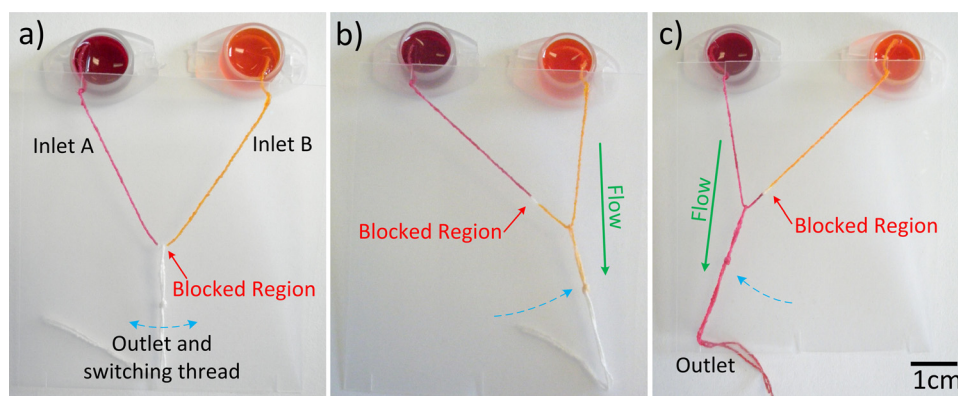 a)
Inlet A
Inlet B
Blocked Region
Outlet and
switching thread
b)
Flow
Blocked Region
c)
Flow
Blocked Region
Outlet
1cm